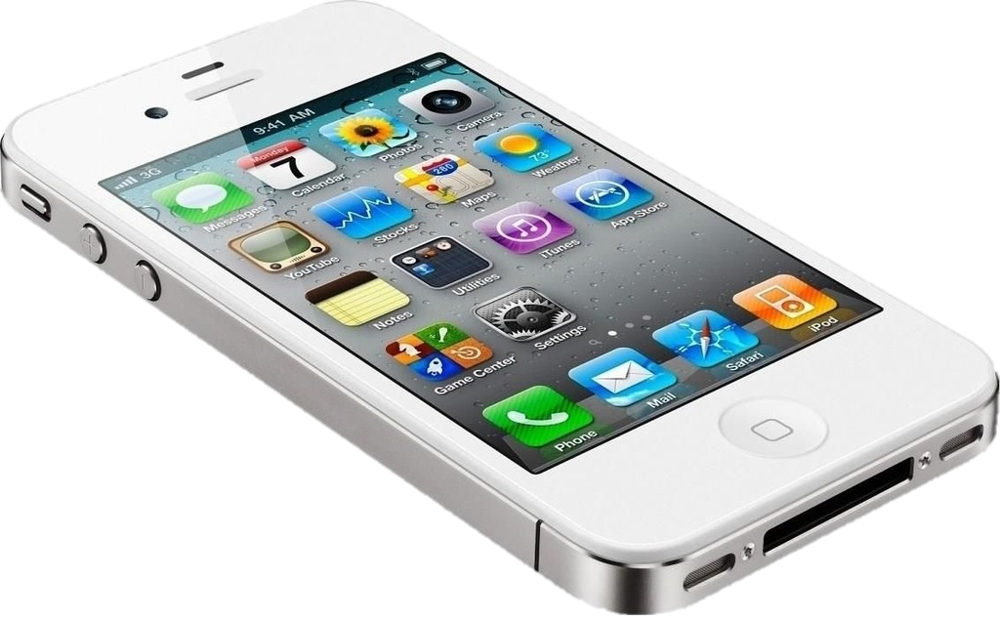 3G 9:41 AM
Messages
Monday
7
Calendar
Photos
Camera
YouTube
Stocks
280
Maps
73°
Weather
Notes
Utilities
iTunes
App Store
Game Center
Settings
Phone
Mail
Safari
iPod